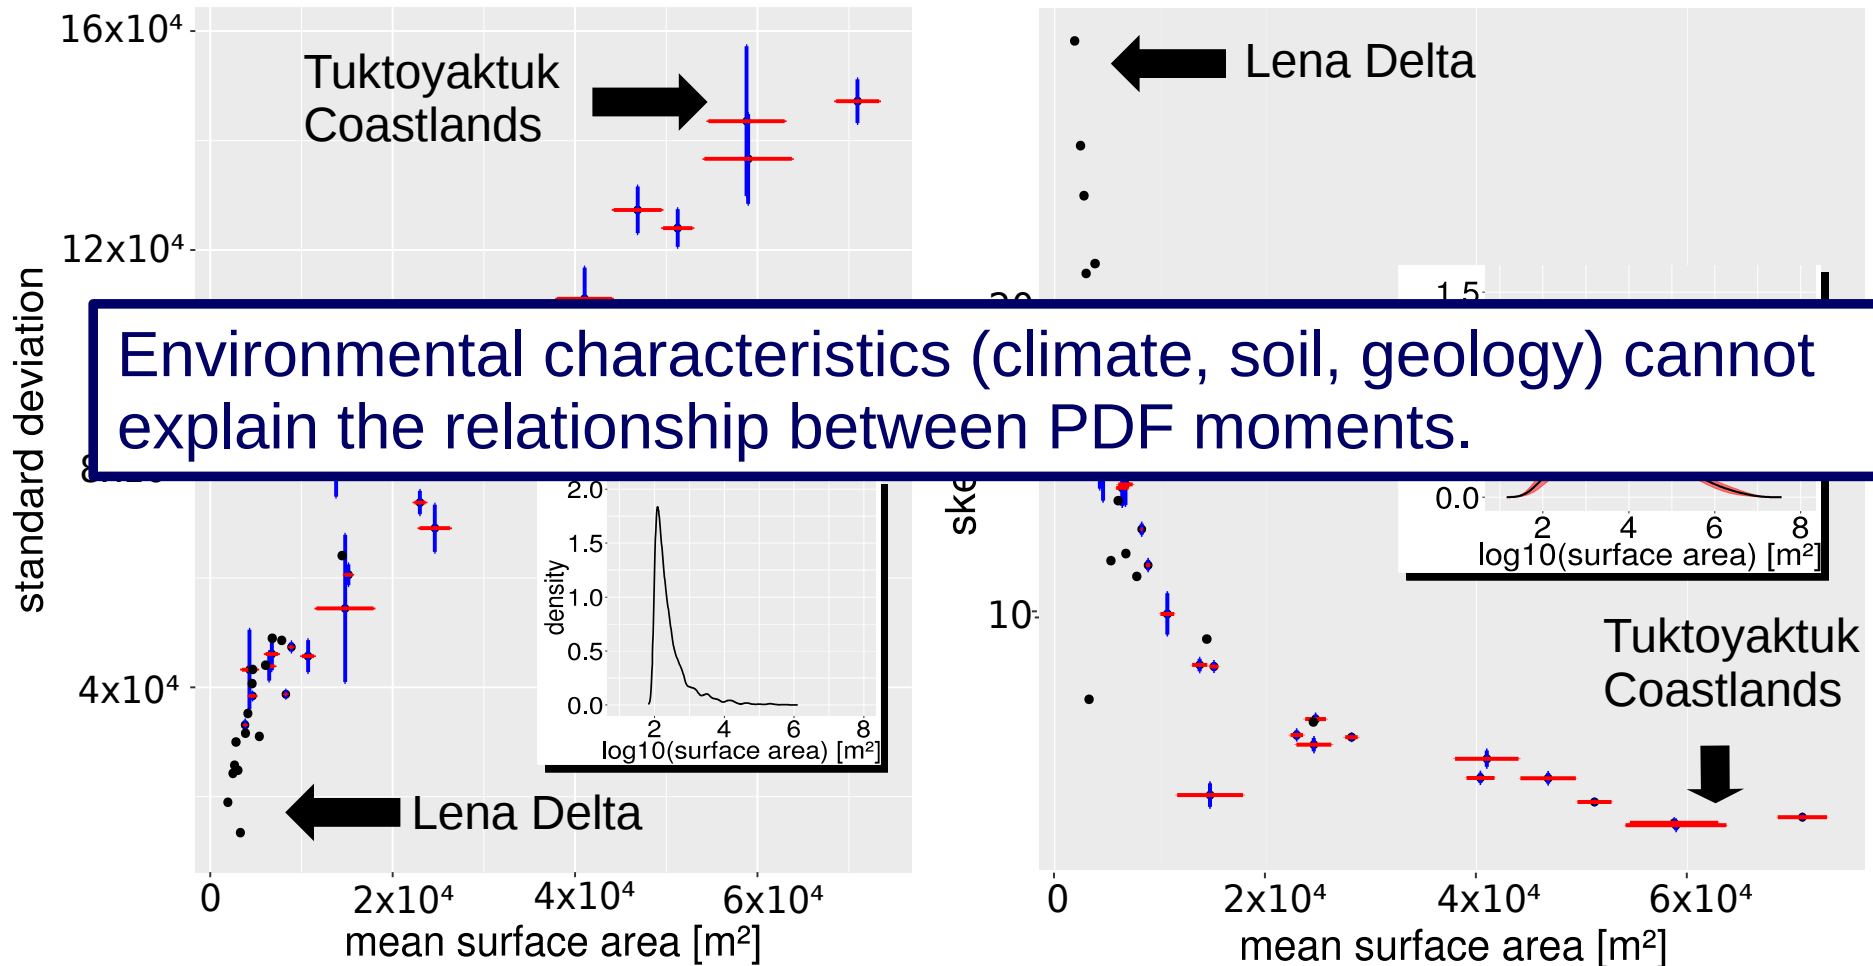 16x10⁴
Tuktoyaktuk
Coastlands
12x10⁴
standard deviation
4x10⁴
Lena Delta
0
2x10⁴
4x10⁴
6x10⁴
mean surface area [m²]
2.0
1.5
1.0
0.5
0.0
density
2
4
6
8
log10(surface area) [m²]
Environmental characteristics (climate, soil, geology) cannot
explain the relationship between PDF moments.
Lena Delta
1.5
0.0
2
4
6
8
log10(surface area) [m²]
10
Tuktoyaktuk
Coastlands
0
2x10⁴
4x10⁴
6x10⁴
mean surface area [m²]